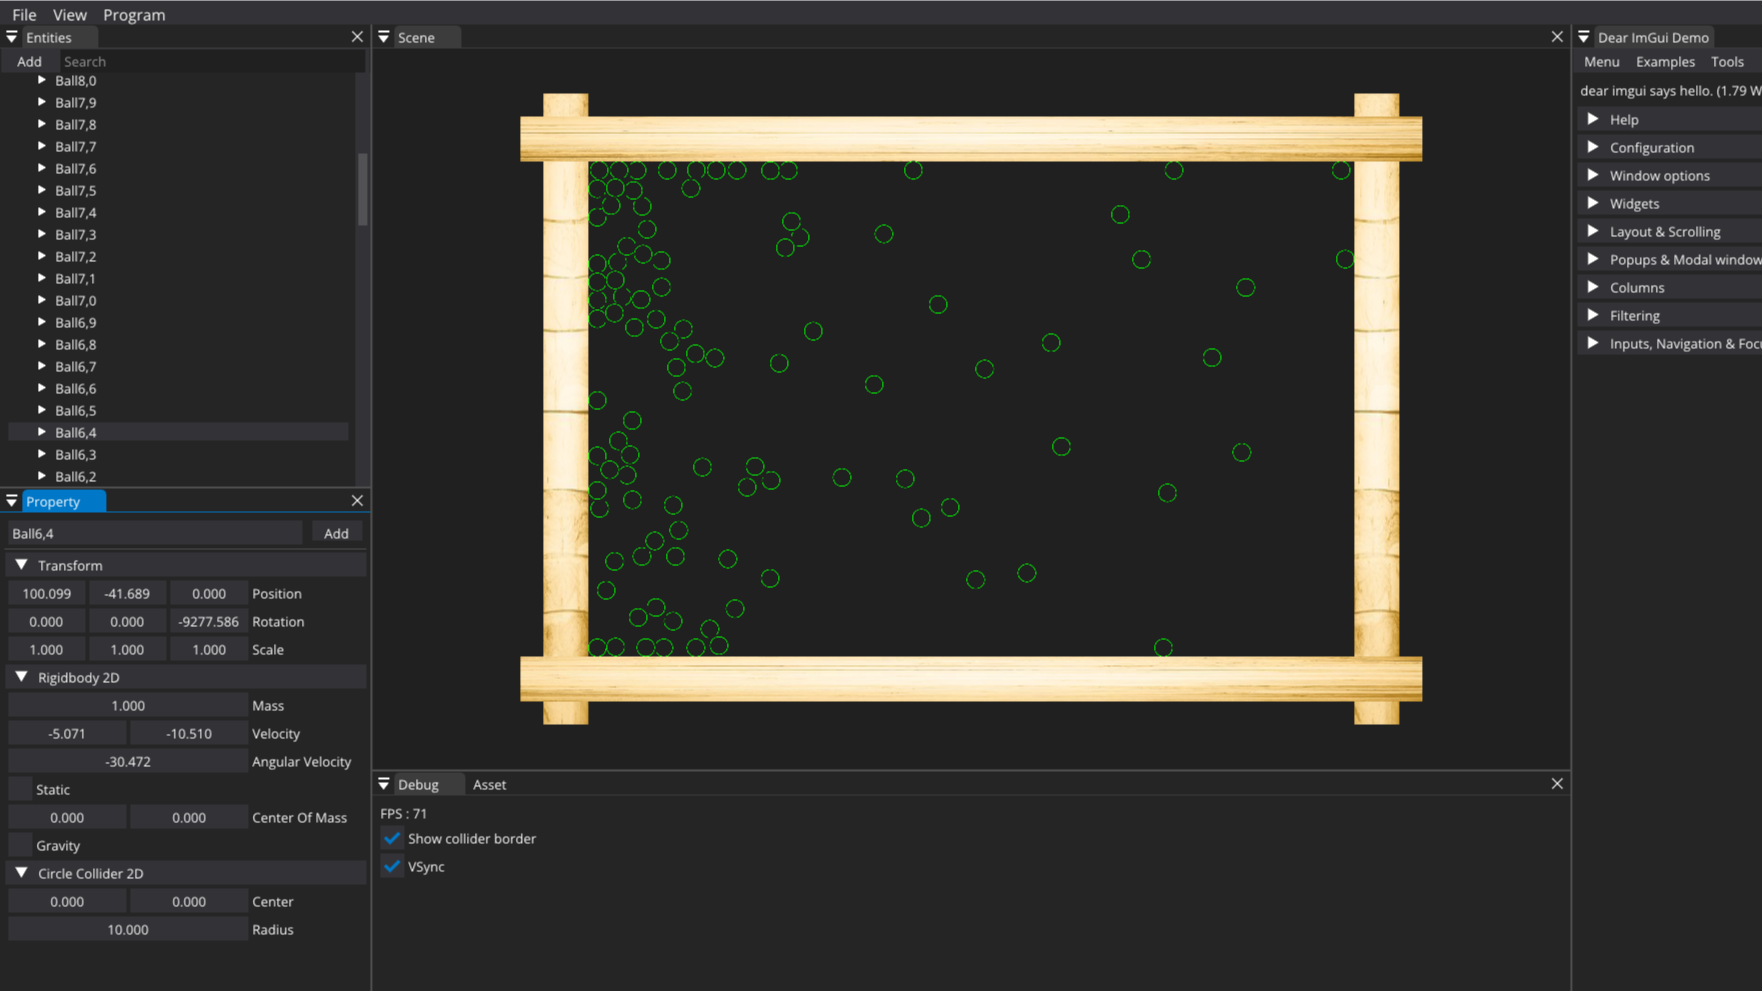 File View Program
Entities
Add Search
Ball8,0
Ball7,9
Ball7,8
Ball7,7
Ball7,6
Ball7,5
Ball7,4
Ball7,3
Ball7,2
Ball7,1
Ball7,0
Ball6,9
Ball6,8
Ball6,7
Ball6,6
Ball6,5
Ball6,4
Ball6,3
Ball6,2
Property
Ball6,4 Add
Transform
100.099 -41.689 0.000 Position
0.000 0.000 -9277.586 Rotation
1.000 1.000 1.000 Scale
Rigidbody 2D
1.000 Mass
-5.071 -10.510 Velocity
-30.472 Angular Velocity
Static
0.000 0.000 Center Of Mass
Gravity
Circle Collider 2D
0.000 0.000 Center
10.000 Radius
Scene
Debug Asset
FPS : 71
Show collider border
VSync
Dear ImGui Demo
Menu Examples Tools
dear imgui says hello. (1.79 W
Help
Configuration
Window options
Widgets
Layout & Scrolling
Popups & Modal window
Columns
Filtering
Inputs, Navigation & Foc